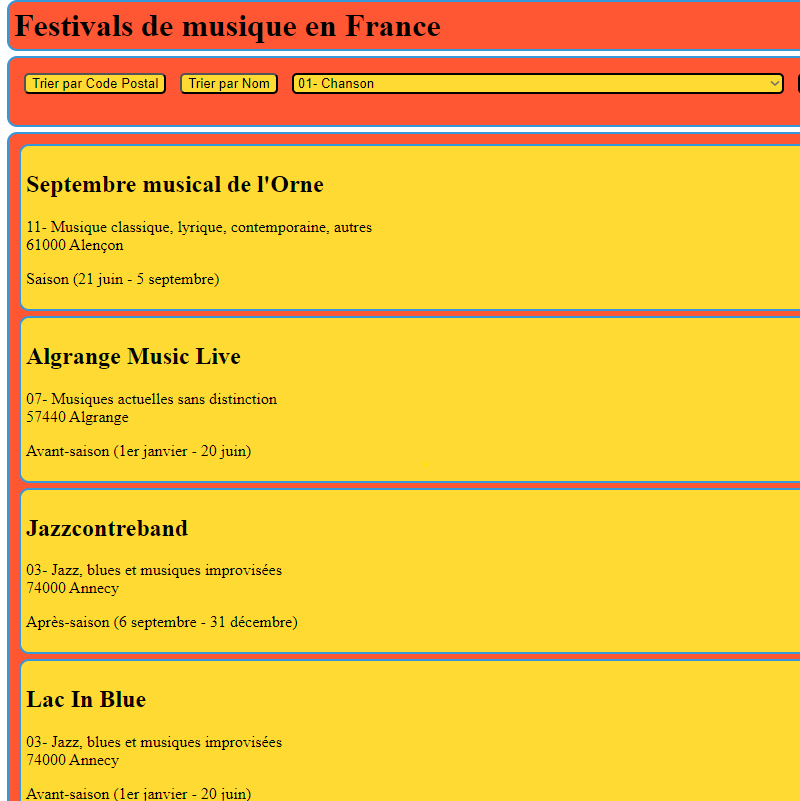 Festivals de musique en France
Trier par Code Postal
Trier par Nom
01- Chanson
Septembre musical de l'Orne
11- Musique classique, lyrique, contemporaine, autres
61000 Alençon
Saison (21 juin - 5 septembre)
Algrange Music Live
07- Musiques actuelles sans distinction
57440 Algrange
Avant-saison (1er janvier - 20 juin)
Jazzcontreband
03- Jazz, blues et musiques improvisées
74000 Annecy
Après-saison (6 septembre - 31 décembre)
Lac In Blue
03- Jazz, blues et musiques improvisées
74000 Annecy
Avant-saison (1er janvier - 20 juin)